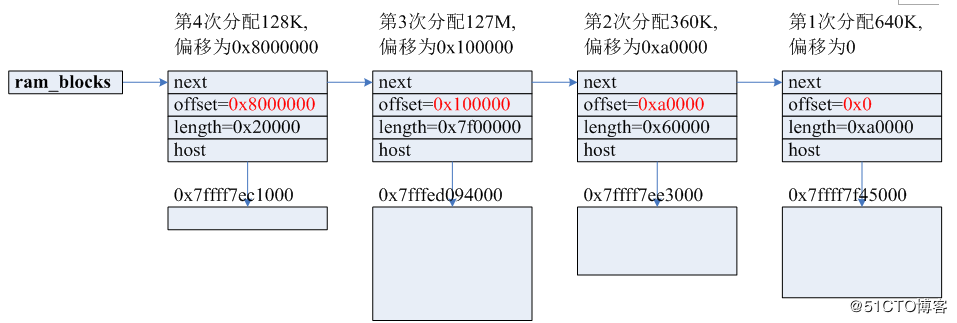 第4次分配128K,
偏移为0x8000000
第3次分配127M,
偏移为0x100000
第2次分配360K,
偏移为0xa0000
第1次分配640K,
偏移为0
ram_blocks
next
offset=0x8000000
length=0x20000
host
next
offset=0x100000
length=0x7f00000
host
next
offset=0xa0000
length=0x60000
host
next
offset=0x0
length=0xa0000
host
0x7ffff7ec1000
0x7fffed094000
0x7ffff7ee3000
0x7ffff7f45000
@51CTO博客